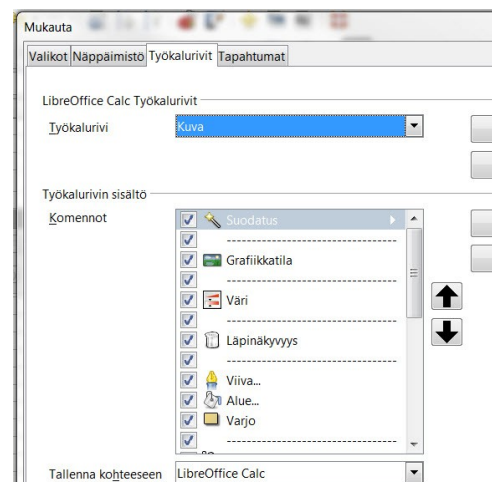 Mukauta
Valikot Näppäimistö Työkalurivit Tapahtumat
LibreOffice Calc Työkalurivit
Työkalurivi Kuva
Työkalurivin sisältö
Komennot Suodatus
Grafiikkatila
Väri
Läpinäkyvyys
Viiva...
Alue...
Varjo
Tallenna kohteeseen LibreOffice Calc